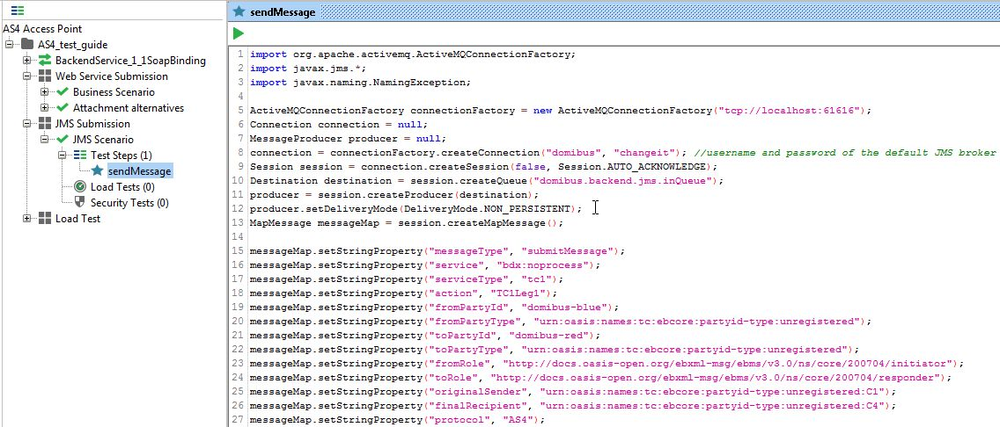 AS4 Access Point
AS4_test_guide
BackendService_1_1SoapBinding
Web Service Submission
Business Scenario
Attachment alternatives
JMS Submission
JMS Scenario
Test Steps (1)
sendMessage
Load Tests (0)
Security Tests (0)
Load Test
sendMessage
1 import org.apache.activemq.ActiveMQConnectionFactory;
2 import javax.jms.*;
3 import javax.naming.NamingException;
4
5 ActiveMQConnectionFactory connectionFactory = new ActiveMQConnectionFactory("tcp://localhost:61616");
6 Connection connection = null;
7 MessageProducer producer = null;
8 connection = connectionFactory.createConnection("domibus", "changeit"); //username and password of the default JMS broker
9 Session session = connection.createSession(false, Session.AUTO_ACKNOWLEDGE);
10 Destination destination = session.createQueue("domibus.backend.jms.inQueue");
11 producer = session.createProducer(destination);
12 producer.setDeliveryMode(DeliveryMode.NON_PERSISTENT);
13 MapMessage messageMap = session.createMapMessage();
14
15 messageMap.setStringProperty("messageType", "submitMessage");
16 messageMap.setStringProperty("service", "bdx:noprocess");
17 messageMap.setStringProperty("serviceType", "tc1");
18 messageMap.setStringProperty("action", "TC1Leg1");
19 messageMap.setStringProperty("fromPartyId", "domibus-blue");
20 messageMap.setStringProperty("fromPartyType", "urn:oasis:names:tc:ebcore:partyid-type:unregistered");
21 messageMap.setStringProperty("toPartyId", "domibus-red");
22 messageMap.setStringProperty("toPartyType", "urn:oasis:names:tc:ebcore:partyid-type:unregistered");
23 messageMap.setStringProperty("fromRole", "http://docs.oasis-open.org/ebxml-msg/ebms/v3.0/ns/core/200704/initiator");
24 messageMap.setStringProperty("toRole", "http://docs.oasis-open.org/ebxml-msg/ebms/v3.0/ns/core/200704/responder");
25 messageMap.setStringProperty("originalSender", "urn:oasis:names:tc:ebcore:partyid-type:unregistered:C1");
26 messageMap.setStringProperty("finalRecipient", "urn:oasis:names:tc:ebcore:partyid-type:unregistered:C4");
27 messageMap.setStringProperty("protocol", "AS4");